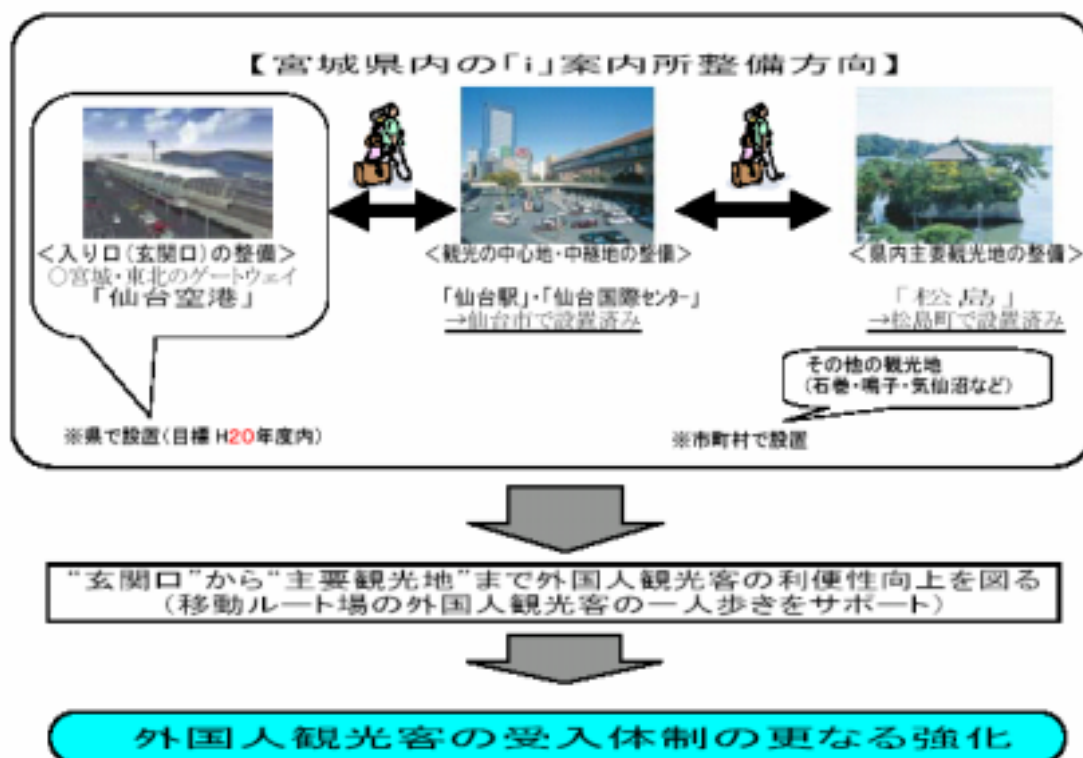 【宮城県内の「i」案内所整備方向】
＜入り口（玄関口）の整備＞
○宮城・東北のゲートウェイ
「仙台空港」
※県で設置（目標 H20年度内）
＜観光の中心地・中継地の整備＞
「仙台駅」・「仙台国際センター」
→仙台市で設置済み
＜県内主要観光地の整備＞
「松島」
→松島町で設置済み
その他の観光地
（石巻・鳴子・気仙沼など）
※市町村で設置
“玄関口”から“主要観光地”まで外国人観光客の利便性向上を図る
（移動ルート場の外国人観光客の一人歩きをサポート）
外国人観光客の受入体制の更なる強化